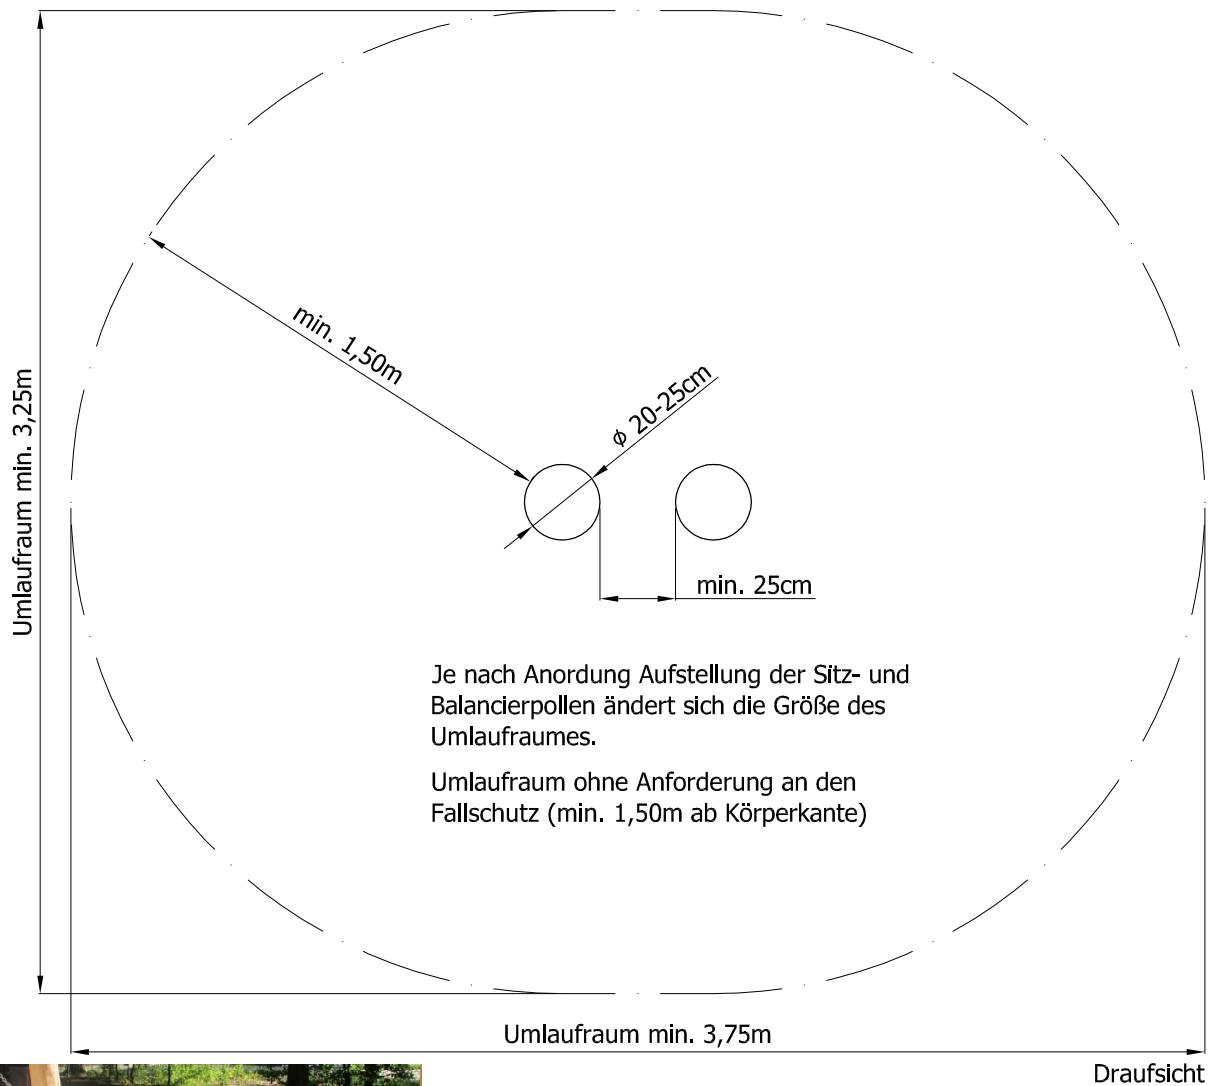 Umlaufraum min. 3,25m
min. 1,50m
ϕ 20-25cm
min. 25cm
Je nach Anordung Aufstellung der Sitz- und
Balancierpollen ändert sich die Größe des
Umlaufraumes.
Umlaufraum ohne Anforderung an den
Fallschutz (min. 1,50m ab Körperkante)
Umlaufraum min. 3,75m
Draufsicht